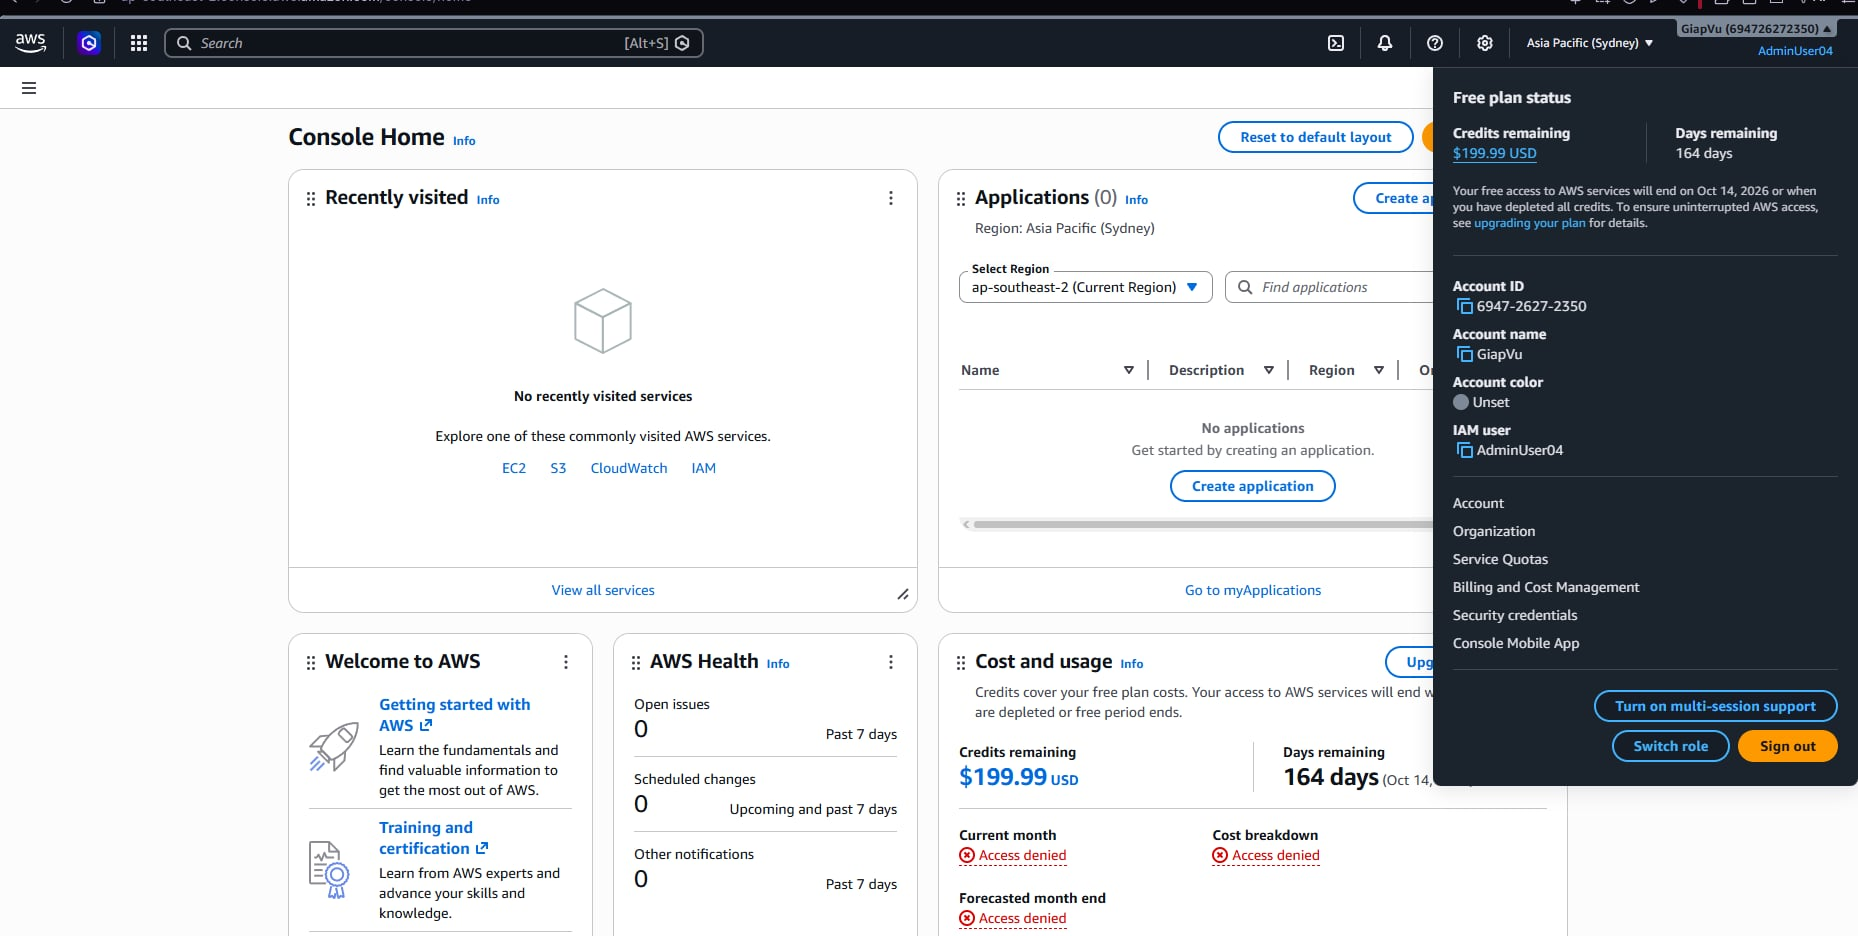 aws
Search
[Alt+S]
Asia Pacific (Sydney)
GiapVu (694726272350)
AdminUser04
Console Home Info
Reset to default layout
Recently visited Info
No recently visited services
Explore one of these commonly visited AWS services.
EC2 S3 CloudWatch IAM
View all services
Applications (0) Info
Region: Asia Pacific (Sydney)
Select Region
ap-southeast-2 (Current Region)
Find applications
Name Description Region
No applications
Get started by creating an application.
Create application
Go to myApplications
Welcome to AWS
Getting started with
AWS
Learn the fundamentals and
find valuable information to
get the most out of AWS.
Training and
certification
Learn from AWS experts and
advance your skills and
knowledge.
AWS Health Info
Open issues
0
Past 7 days
Scheduled changes
0
Upcoming and past 7 days
Other notifications
0
Past 7 days
Cost and usage Info
Credits cover your free plan costs. Your access to AWS services will end w
are depleted or free period ends.
Credits remaining
$199.99 USD
Days remaining
164 days (Oct 14,
Current month
Access denied
Cost breakdown
Access denied
Forecasted month end
Access denied
Free plan status
Credits remaining
$199.99 USD
Days remaining
164 days
Your free access to AWS services will end on Oct 14, 2026 or when
you have depleted all credits. To ensure uninterrupted AWS access,
see upgrading your plan for details.
Account ID
6947-2627-2350
Account name
GiapVu
Account color
Unset
IAM user
AdminUser04
Account
Organization
Service Quotas
Billing and Cost Management
Security credentials
Console Mobile App
Turn on multi-session support
Switch role
Sign out